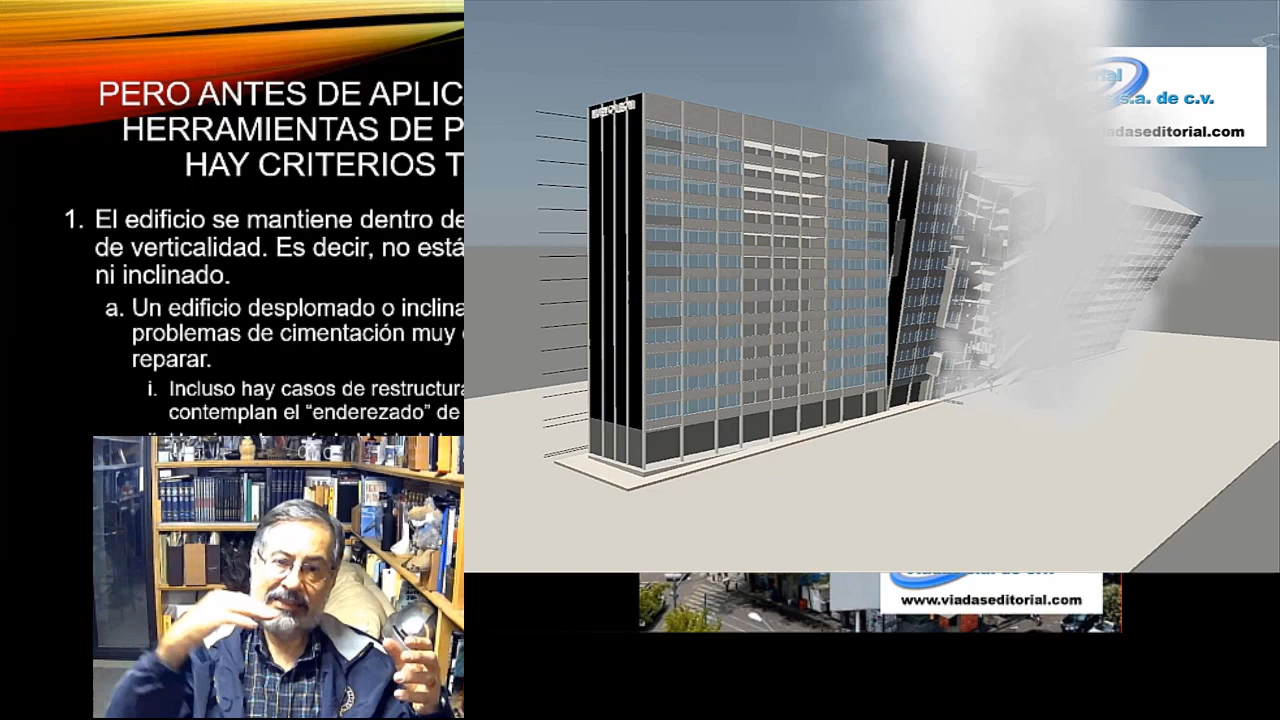 PERO ANTES DE APLIC
HERRAMIENTAS DE P
HAY CRITERIOS T
1. El edificio se mantiene dentro de
de verticalidad. Es decir, no está
ni inclinado.
a. Un edificio desplomado o inclina
problemas de cimentación muy
reparar.
i. Incluso hay casos de restructura
contemplan el “enderezado” de
rial
s.a. de c.v.
iadaseditorial.com
www.viadaseditorial.com